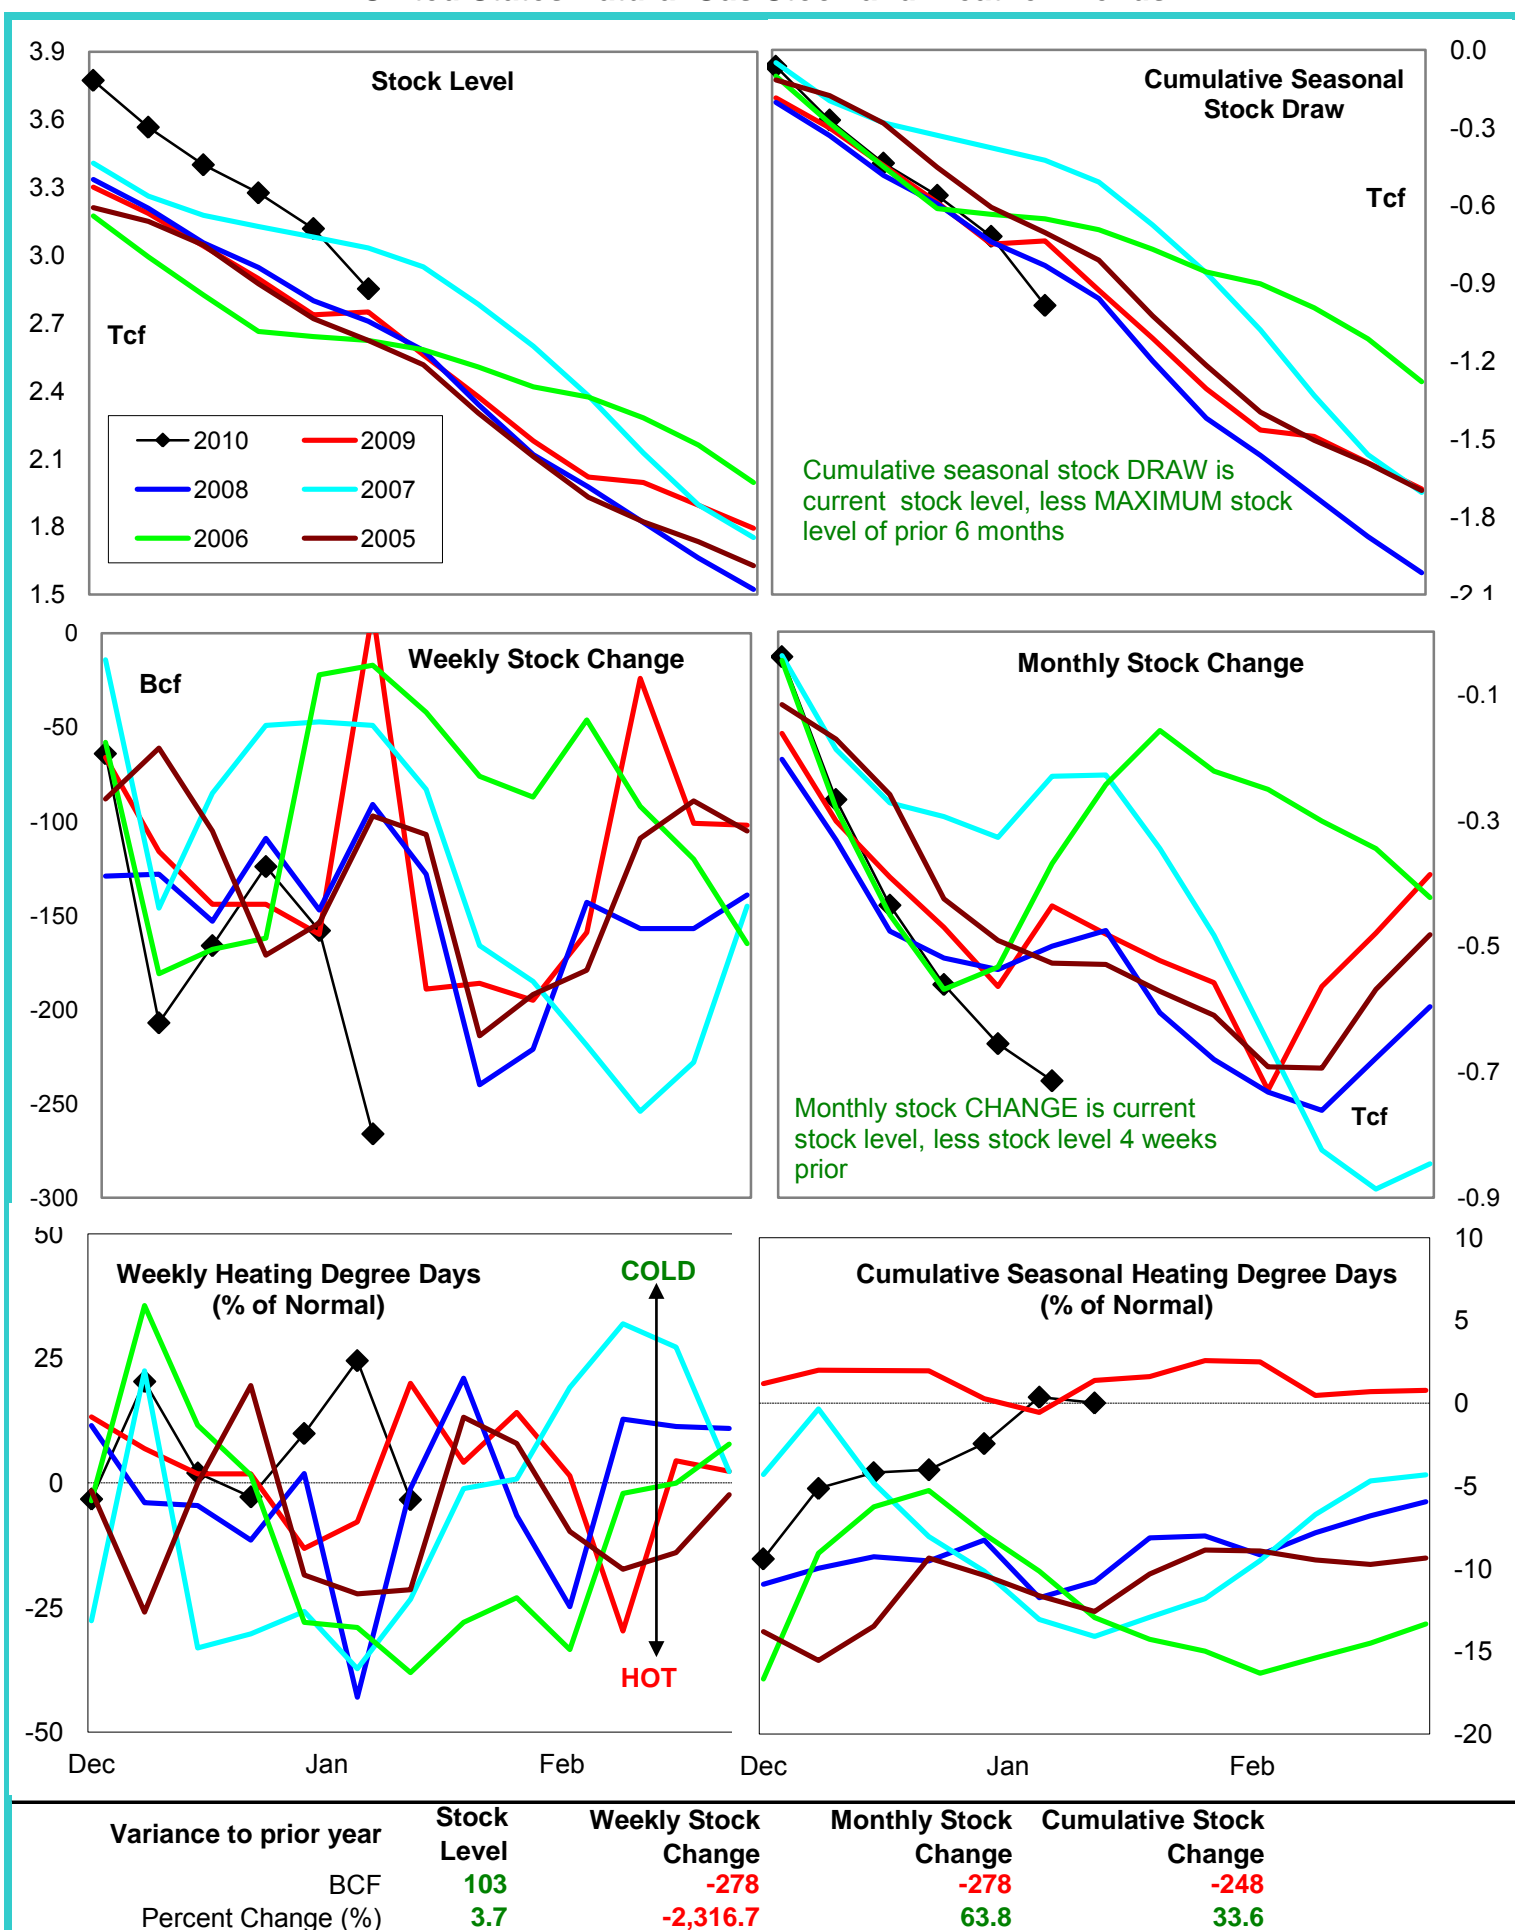 3.9
3.6
3.3
3.0
2.7
2.4
2.1
1.8
1.5
Stock Level
Tcf
2010
2009
2008
2007
2006
2005
Cumulative Seasonal
Stock Draw
Tcf
Cumulative seasonal stock DRAW is
current stock level, less MAXIMUM stock
level of prior 6 months
0.0
-0.3
-0.6
-0.9
-1.2
-1.5
-1.8
-2.1
0
-50
-100
-150
-200
-250
-300
Weekly Stock Change
Bcf
Monthly Stock Change
Monthly stock CHANGE is current
stock level, less stock level 4 weeks
prior
Tcf
-0.1
-0.3
-0.5
-0.7
-0.9
50
25
0
-25
-50
Weekly Heating Degree Days
(% of Normal)
COLD
HOT
Dec
Jan
Feb
Cumulative Seasonal Heating Degree Days
(% of Normal)
10
5
0
-5
-10
-15
-20
Dec
Jan
Feb
Variance to prior year
Stock
Level
Weekly Stock
Change
Monthly Stock
Change
Cumulative Stock
Change
BCF 103 -278 -278 -248
Percent Change (%) 3.7 -2,316.7 63.8 33.6